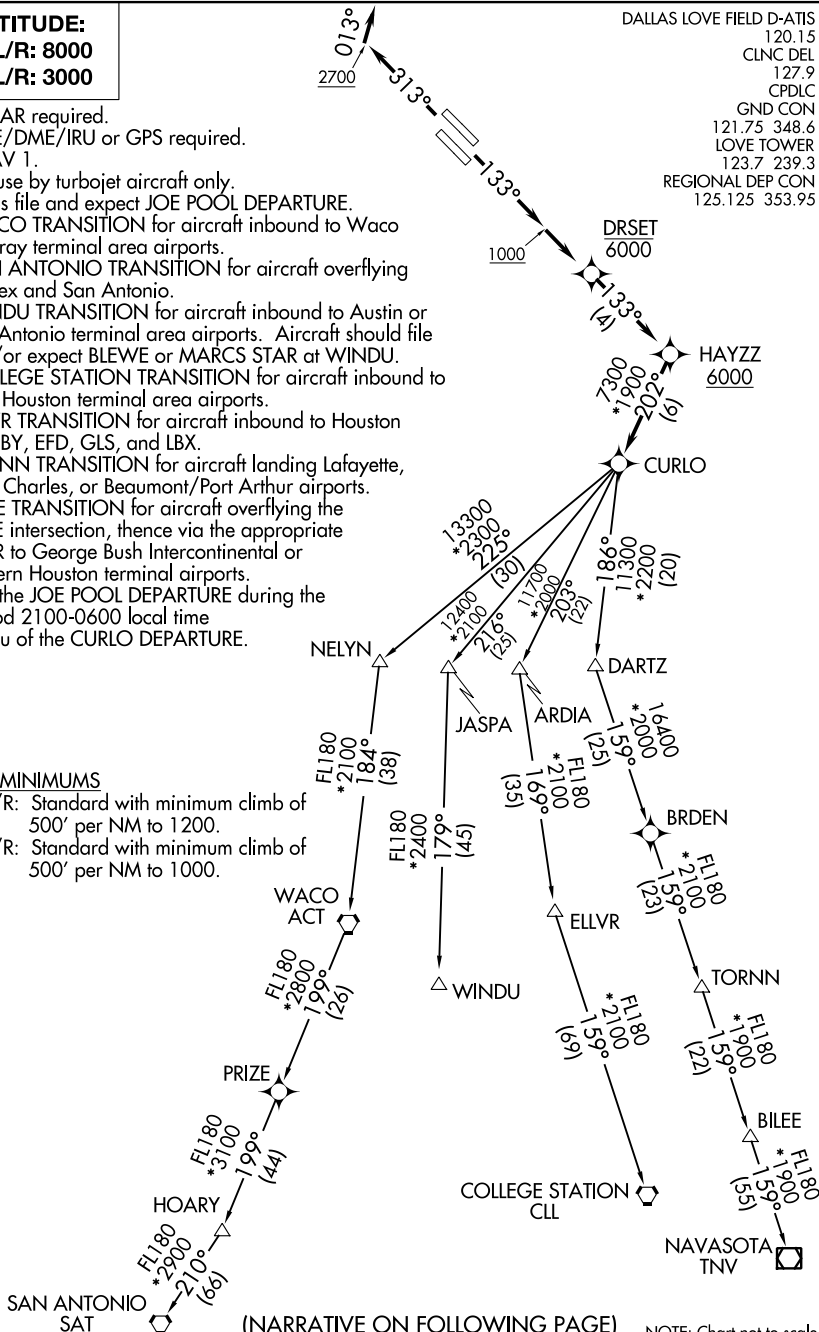 TITUDE:
L/R: 8000
L/R: 3000
AR required.
E/DME/IRU or GPS required.
AV 1.
use by turbojet aircraft only.
s file and expect JOE POOL DEPARTURE.
CO TRANSITION for aircraft inbound to Waco
ray terminal area airports.
N ANTONIO TRANSITION for aircraft overflying
ex and San Antonio.
NDU TRANSITION for aircraft inbound to Austin or
Antonio terminal area airports. Aircraft should file
/or expect BLEWE or MARCS STAR at WINDU.
LLEGE STATION TRANSITION for aircraft inbound to
Houston terminal area airports.
R TRANSITION for aircraft inbound to Houston
BY, EFD, GLS, and LBX.
NN TRANSITION for aircraft landing Lafayette,
Charles, or Beaumont/Port Arthur airports.
E TRANSITION for aircraft overflying the
E intersection, thence via the appropriate
R to George Bush Intercontinental or
ern Houston terminal airports.
the JOE POOL DEPARTURE during the
od 2100-0600 local time
u of the CURLO DEPARTURE.
DALLAS LOVE FIELD D-ATIS
120.15
CLNC DEL
127.9
CPDLC
GND CON
121.75 348.6
LOVE TOWER
123.7 239.3
REGIONAL DEP CON
125.125 353.95
013°
2700
313°
133°
1000
DRSET
6000
133°
(4)
HAYZZ
6000
7300
*1900
202°
(6)
CURLO
13300
*2300
225°
(30)
12400
*2100
216°
(25)
11700
*2000
203°
(22)
186°
11300
*2200
(20)
NELYN
JASPA
ARDIA
DARTZ
FL180
*2100
184°
(38)
FL180
*2400
179°
(45)
FL180
*2100
169°
(35)
16400
*2000
159°
(25)
MINIMUMS
/R: Standard with minimum climb of
500' per NM to 1200.
/R: Standard with minimum climb of
500' per NM to 1000.
BRDEN
FL180
*2100
159°
(23)
WACO
ACT
ELLVR
WINDU
TORNN
FL180
*2800
199°
(26)
FL180
*2100
159°
(69)
FL180
*1900
159°
(22)
PRIZE
BILEE
FL180
*3100
199°
(44)
FL180
*1900
159°
(55)
HOARY
COLLEGE STATION
CLL
NAVASOTA
TNV
FL180
*2900
210°
(66)
SAN ANTONIO
SAT
(NARRATIVE ON FOLLOWING PAGE)
NOTE: Chart not to scale